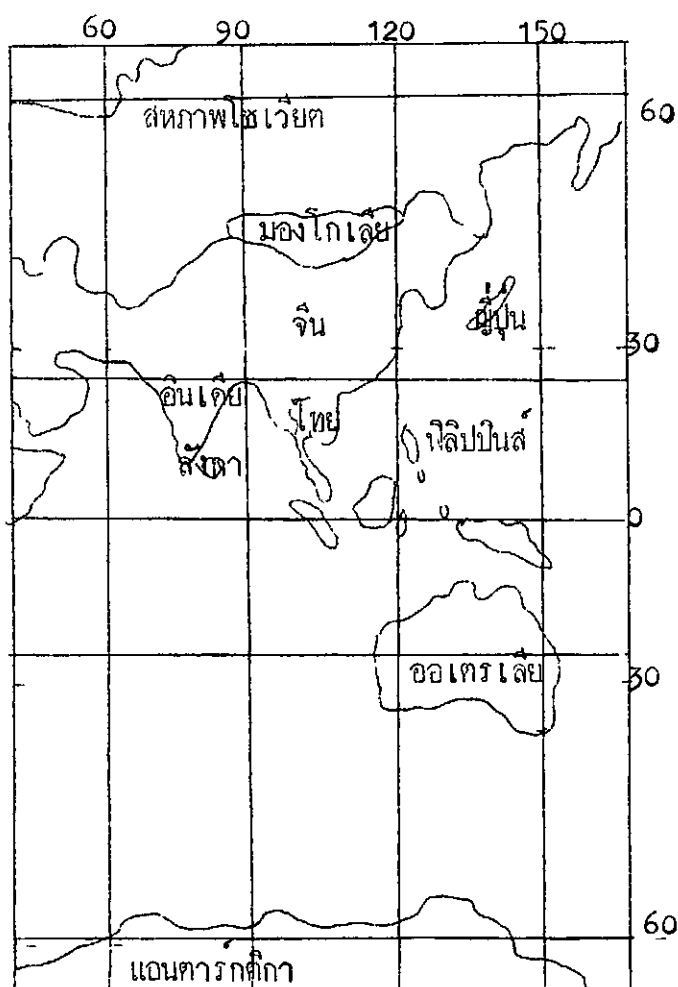 60 90 120 150
60
สหภาพโซเวียต
มองโกเลีย
จีน
ญี่ปุ่น
30
อินเดีย
ไทย
ฟิลิปปินส์
ลังกา
0
ออเตรเลีย
30
60
แอนตาร์กติกา